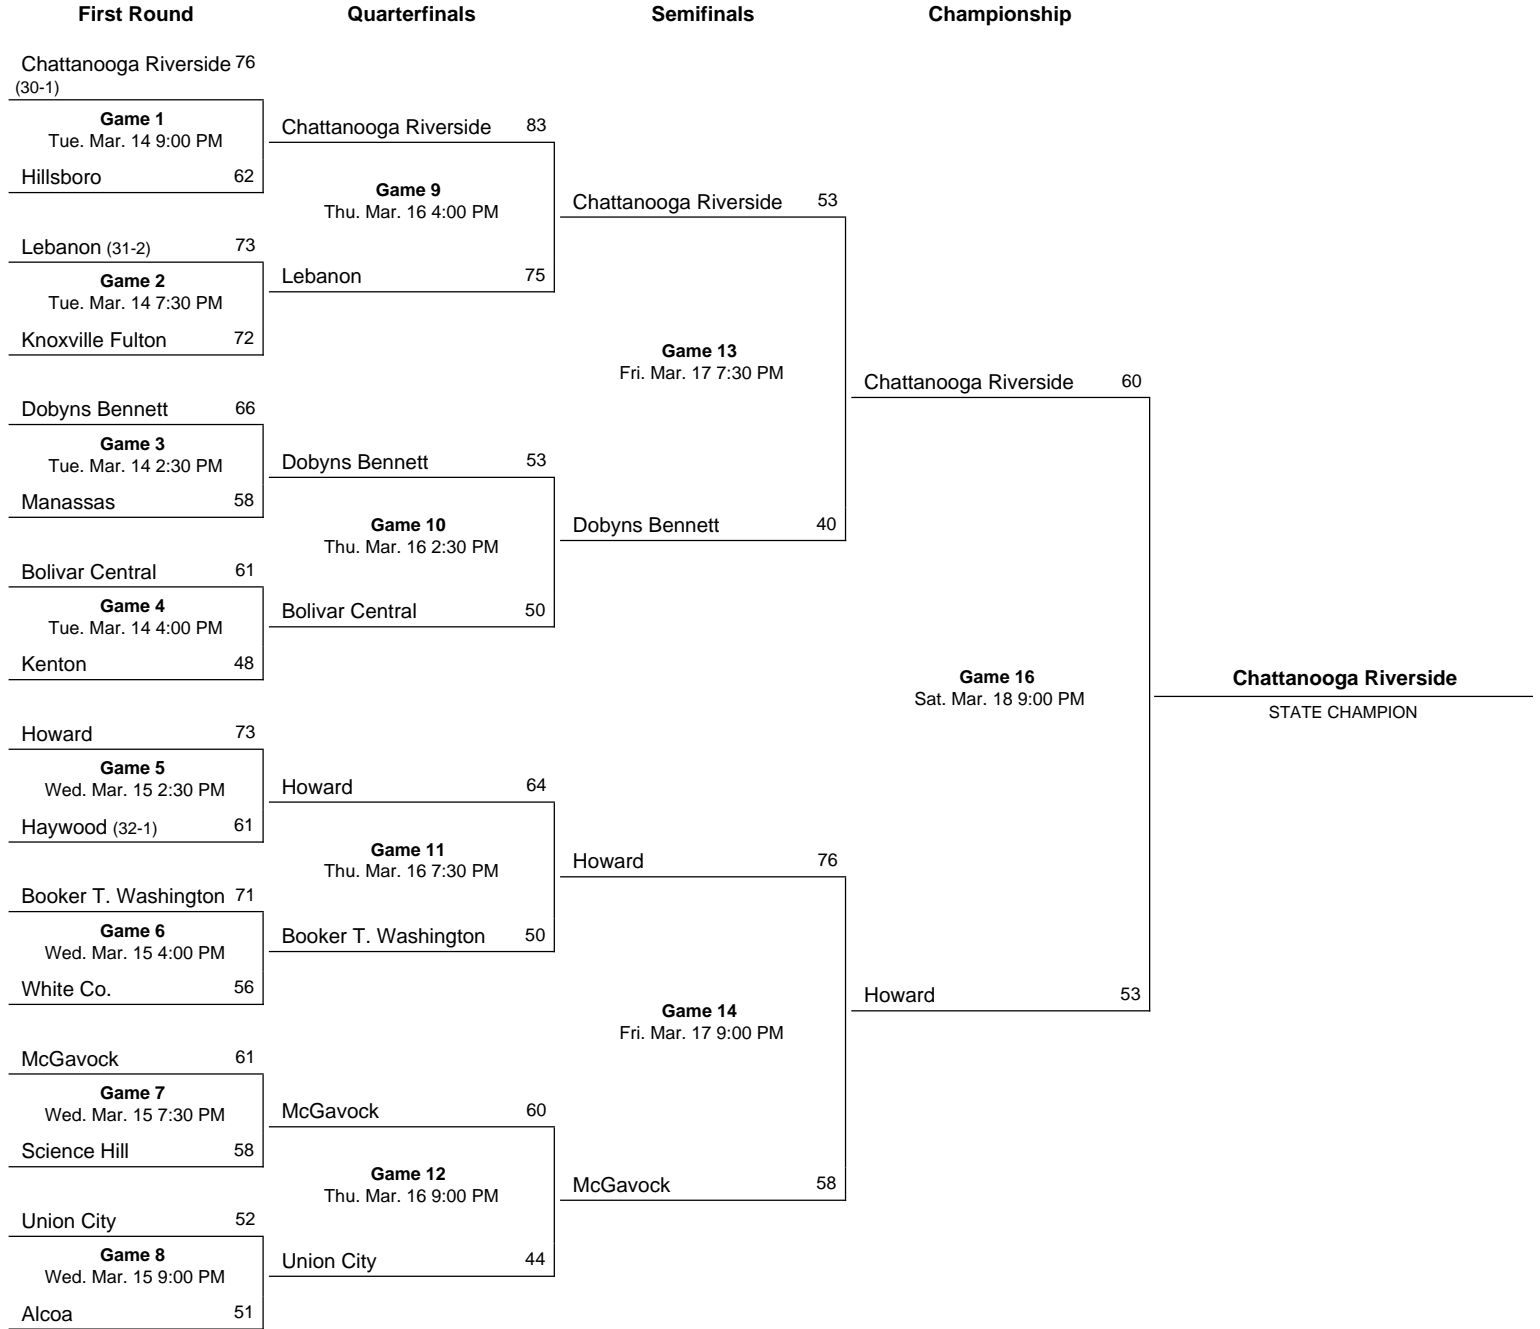 First Round Quarterfinals Semifinals Championship
Chattanooga Riverside 76
(30-1)
Game 1
Tue. Mar. 14 9:00 PM
Hillsboro 62
Lebanon (31-2) 73
Game 2
Tue. Mar. 14 7:30 PM
Knoxville Fulton 72
Dobyns Bennett 66
Game 3
Tue. Mar. 14 2:30 PM
Manassas 58
Bolivar Central 61
Game 4
Tue. Mar. 14 4:00 PM
Kenton 48
Howard 73
Game 5
Wed. Mar. 15 2:30 PM
Haywood (32-1) 61
Booker T. Washington 71
Game 6
Wed. Mar. 15 4:00 PM
White Co. 56
McGavock 61
Game 7
Wed. Mar. 15 7:30 PM
Science Hill 58
Union City 52
Game 8
Wed. Mar. 15 9:00 PM
Alcoa 51
Chattanooga Riverside 83
Game 9
Thu. Mar. 16 4:00 PM
Lebanon 75
Dobyns Bennett 53
Game 10
Thu. Mar. 16 2:30 PM
Bolivar Central 50
Howard 64
Game 11
Thu. Mar. 16 7:30 PM
Booker T. Washington 50
McGavock 60
Game 12
Thu. Mar. 16 9:00 PM
Union City 44
Chattanooga Riverside 53
Game 13
Fri. Mar. 17 7:30 PM
Dobyns Bennett 40
Howard 76
Game 14
Fri. Mar. 17 9:00 PM
McGavock 58
Chattanooga Riverside 60
Game 16
Sat. Mar. 18 9:00 PM
Howard 53
Chattanooga Riverside
STATE CHAMPION